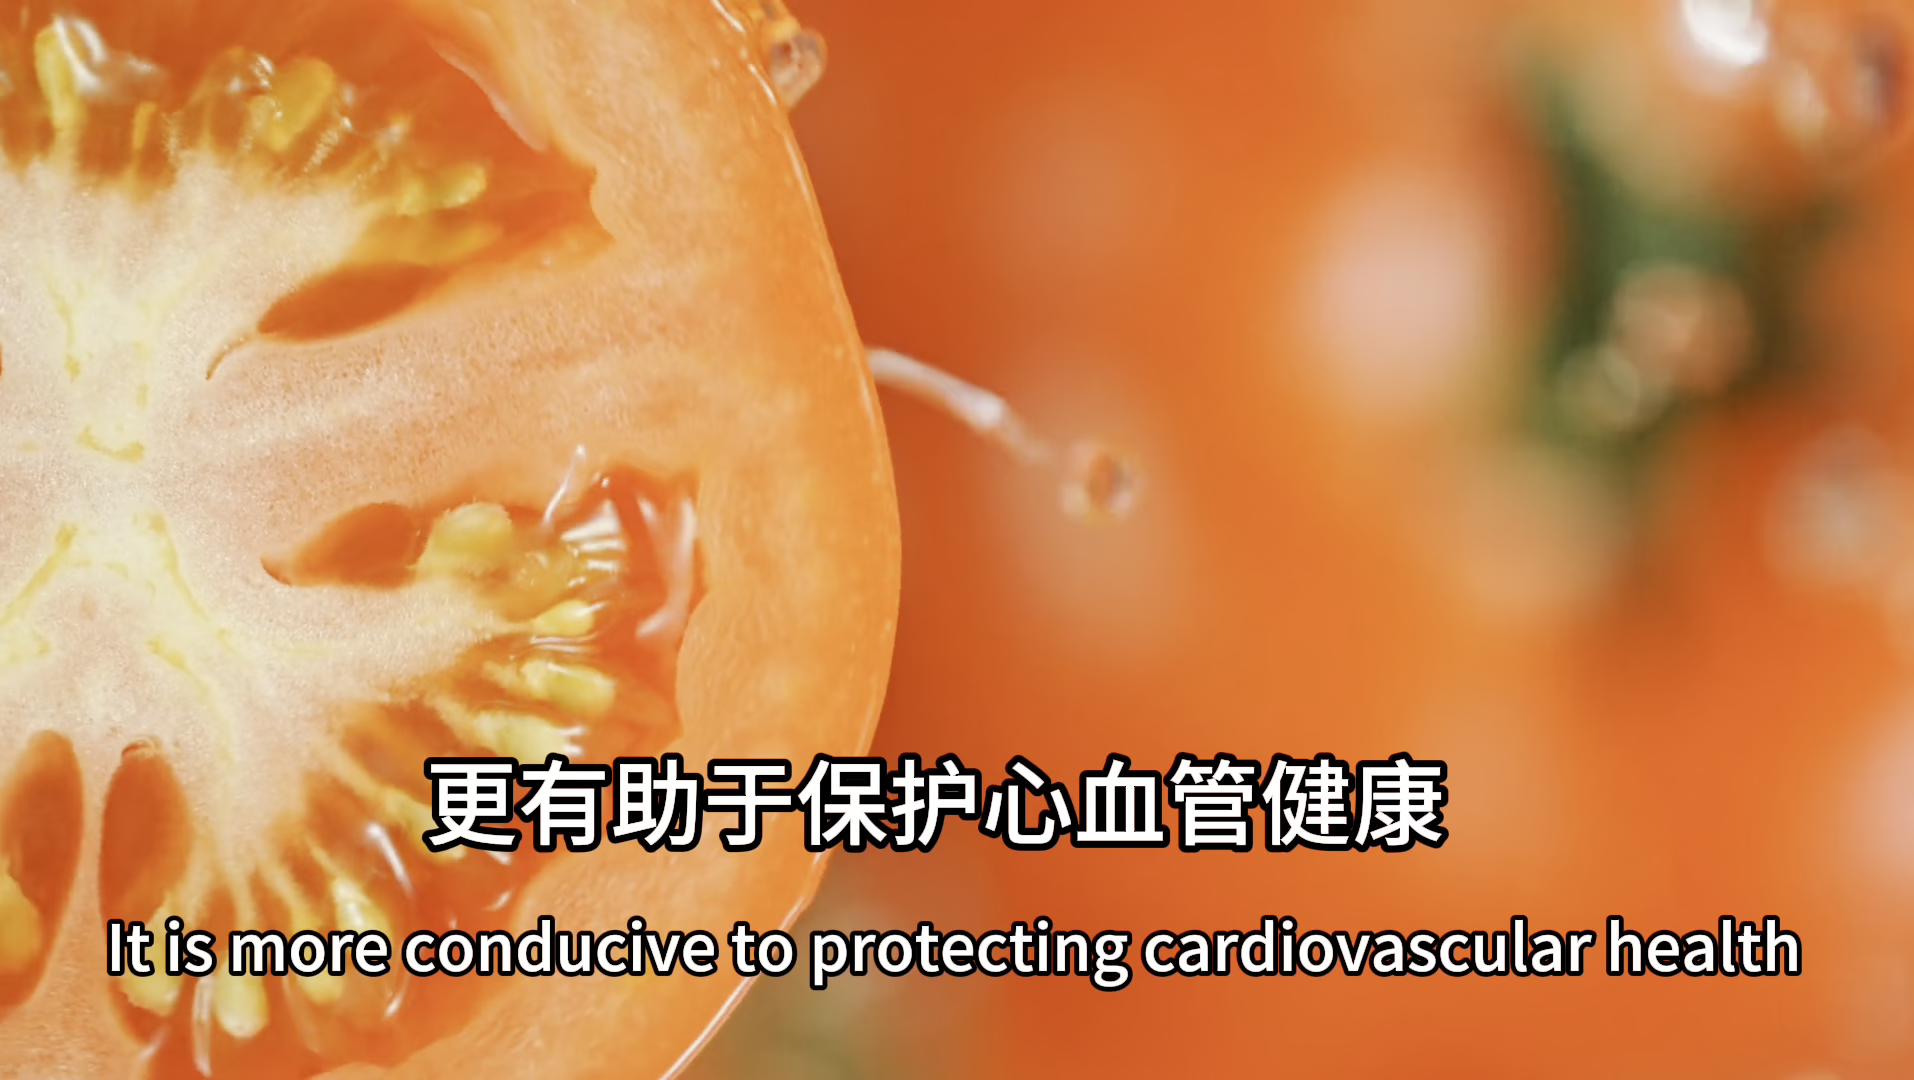 更有助于保护心血管健康
It is more conducive to protecting cardiovascular health